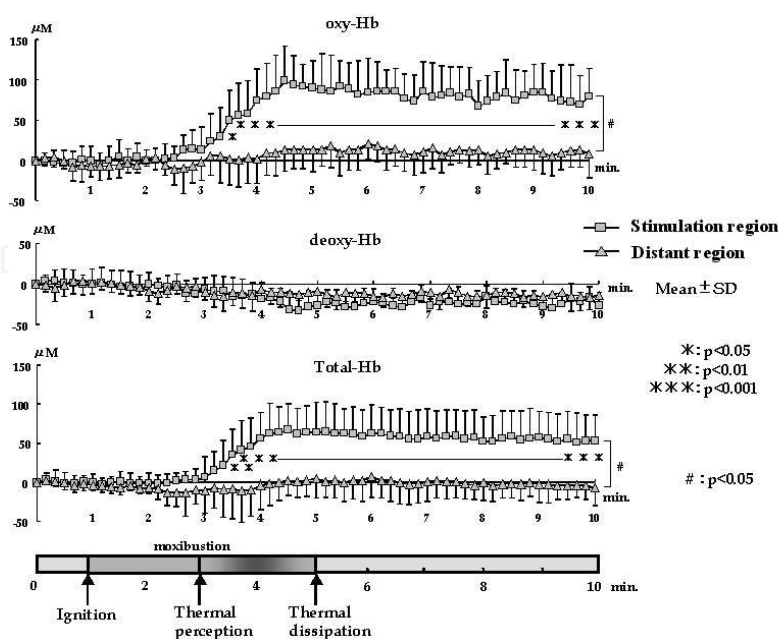 oxy-Hb
µM
150
100
50
0
-50
* * * * * * *
#
min.
1 2 3 4 5 6 7 8 9 10
Stimulation region
Distant region
Mean±SD
deoxy-Hb
µM
50
0
-50
min.
1 2 3 4 5 6 7 8 9 10
*: p<0.05
**: p<0.01
***: p<0.001
#: p<0.05
Total-Hb
µM
150
100
50
0
-50
* * * * * * * *
#
min.
1 2 3 4 5 6 7 8 9 10
moxibustion
0 2 4 6 8 10 min.
Ignition
Thermal
perception
Thermal
dissipation